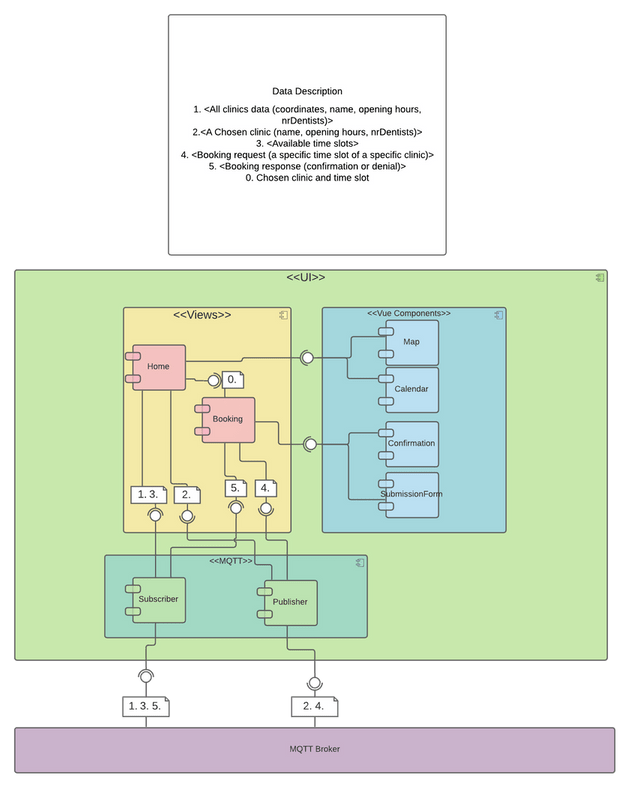 Data Description
1. <All clinics data (coordinates, name, opening hours,
nrDentists)>
2.<A Chosen clinic (name, opening hours, nrDentists)>
3. <Available time slots>
4. <Booking request (a specific time slot of a specific clinic)>
5. <Booking response (confirmation or denial)>
0. Chosen clinic and time slot
<<UI>>
<<Views>>
<<Vue Components>>
Map
Home
0.
Calendar
Booking
Confirmation
5.
4.
1. 3.
2.
SubmissionForm
<<MQTT>>
Subscriber
Publisher
1. 3. 5.
2. 4.
MQTT Broker